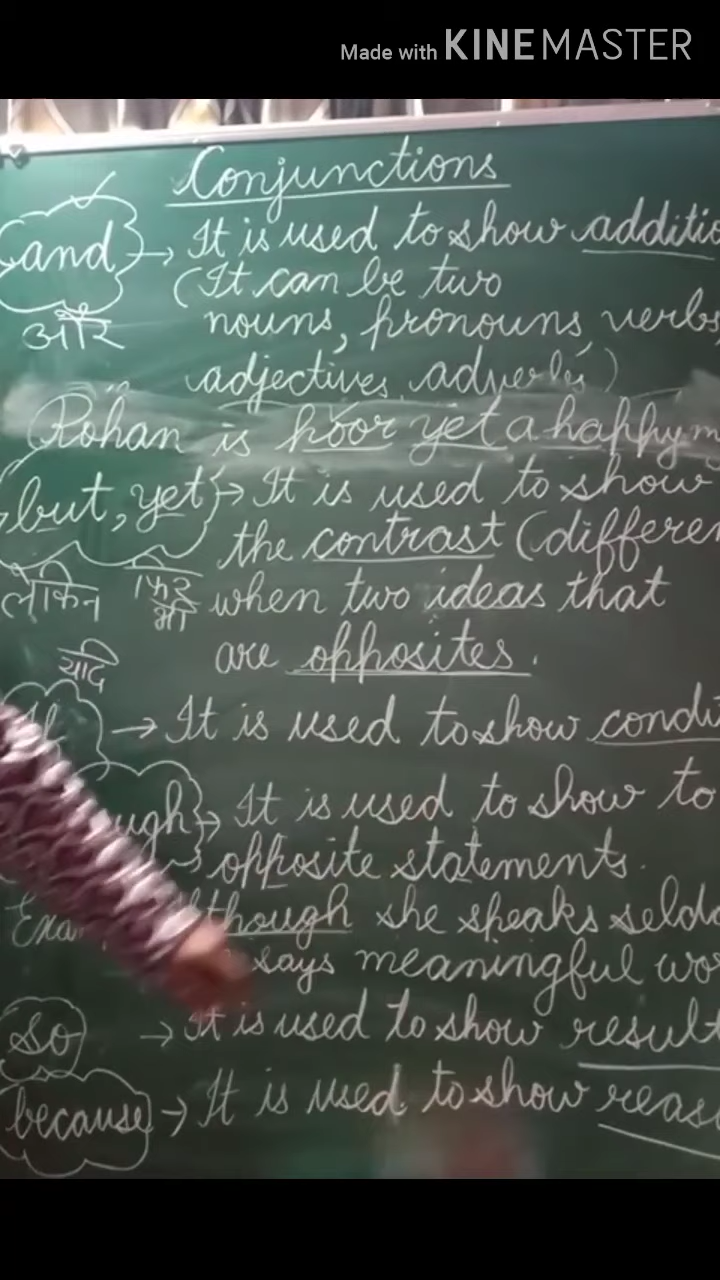 Made with KINEMASTER
Conjunctions
and → It is used to show additio
और (It can be two
nouns, pronouns, verbs,
adjectives, adverbs)
Rohan is poor yet a happy m
but, yet → It is used to show
the contrast (differen
लेकिन फिर भी when two ideas that
are opposites.
यदि
If → It is used to show condi
ugh → It is used to show to
opposite statements.
Exa though she speaks seld
says meaningful wo
so → It is used to show result
because → It is used to show reas